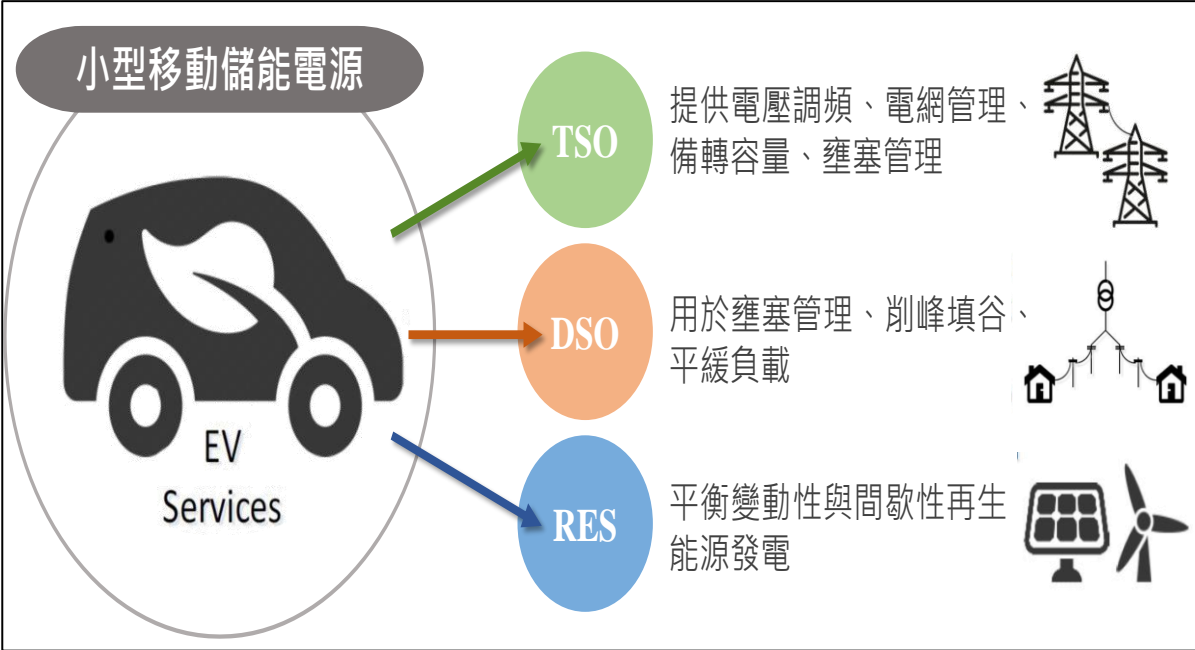 小型移動儲能電源
EV
Services
TSO
提供電壓調頻、電網管理、
備轉容量、壅塞管理
DSO
用於壅塞管理、削峰填谷、
平緩負載
RES
平衡變動性與間歇性再生
能源發電